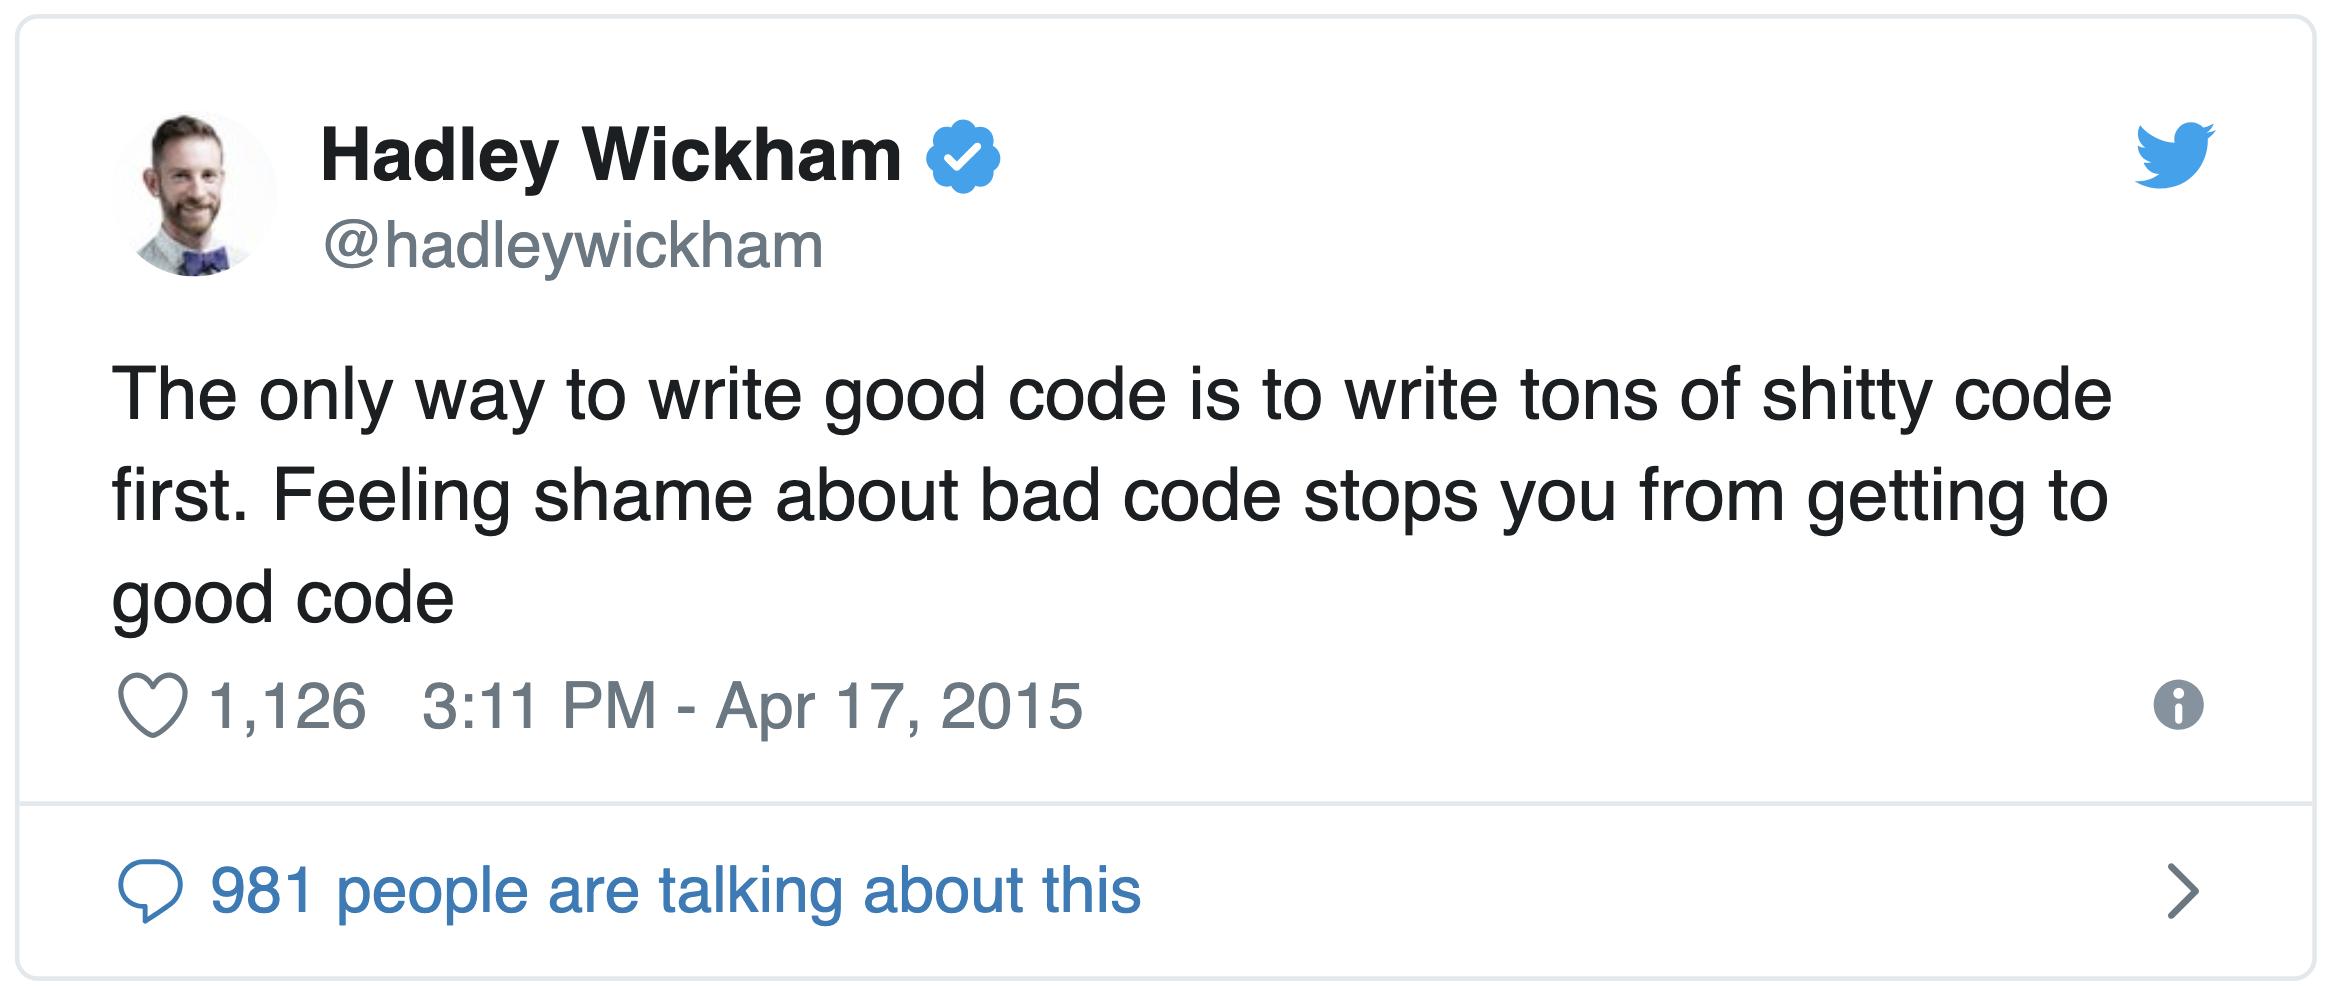 Hadley Wickham
@hadleywickham
The only way to write good code is to write tons of shitty code
first. Feeling shame about bad code stops you from getting to
good code
1,126 3:11 PM - Apr 17, 2015
981 people are talking about this